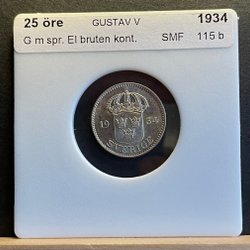 25 öre GUSTAV V 1934
G m spr. El bruten kont. SMF 115 b
19 34
SVERIGE